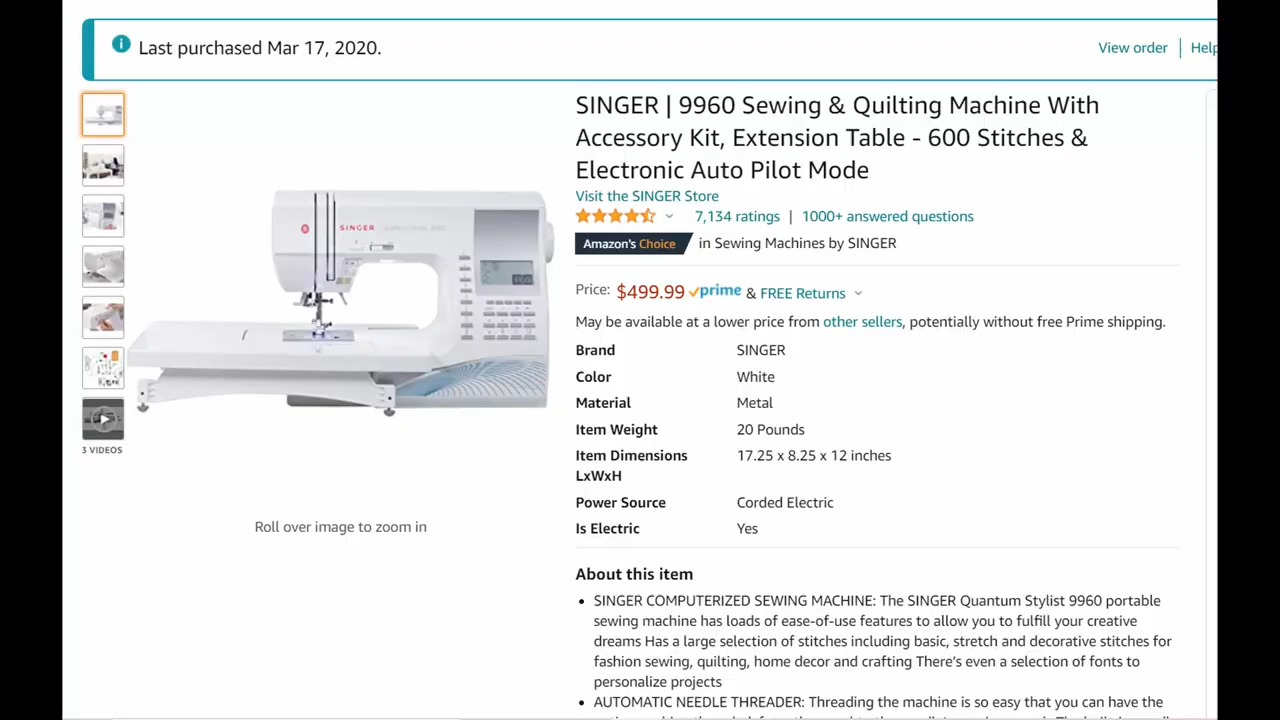 Last purchased Mar 17, 2020.
View order
Help
SINGER | 9960 Sewing & Quilting Machine With
Accessory Kit, Extension Table - 600 Stitches &
Electronic Auto Pilot Mode
Visit the SINGER Store
7,134 ratings | 1000+ answered questions
Amazon's Choice in Sewing Machines by SINGER
SINGER
3 VIDEOS
Roll over image to zoom in
Price: $499.99 prime & FREE Returns
May be available at a lower price from other sellers, potentially without free Prime shipping.
Brand SINGER
Color White
Material Metal
Item Weight 20 Pounds
Item Dimensions 17.25 x 8.25 x 12 inches
LxWxH
Power Source Corded Electric
Is Electric Yes
About this item
• SINGER COMPUTERIZED SEWING MACHINE: The SINGER Quantum Stylist 9960 portable
sewing machine has loads of ease-of-use features to allow you to fulfill your creative
dreams Has a large selection of stitches including basic, stretch and decorative stitches for
fashion sewing, quilting, home decor and crafting There's even a selection of fonts to
personalize projects
• AUTOMATIC NEEDLE THREADER: Threading the machine is so easy that you can have the